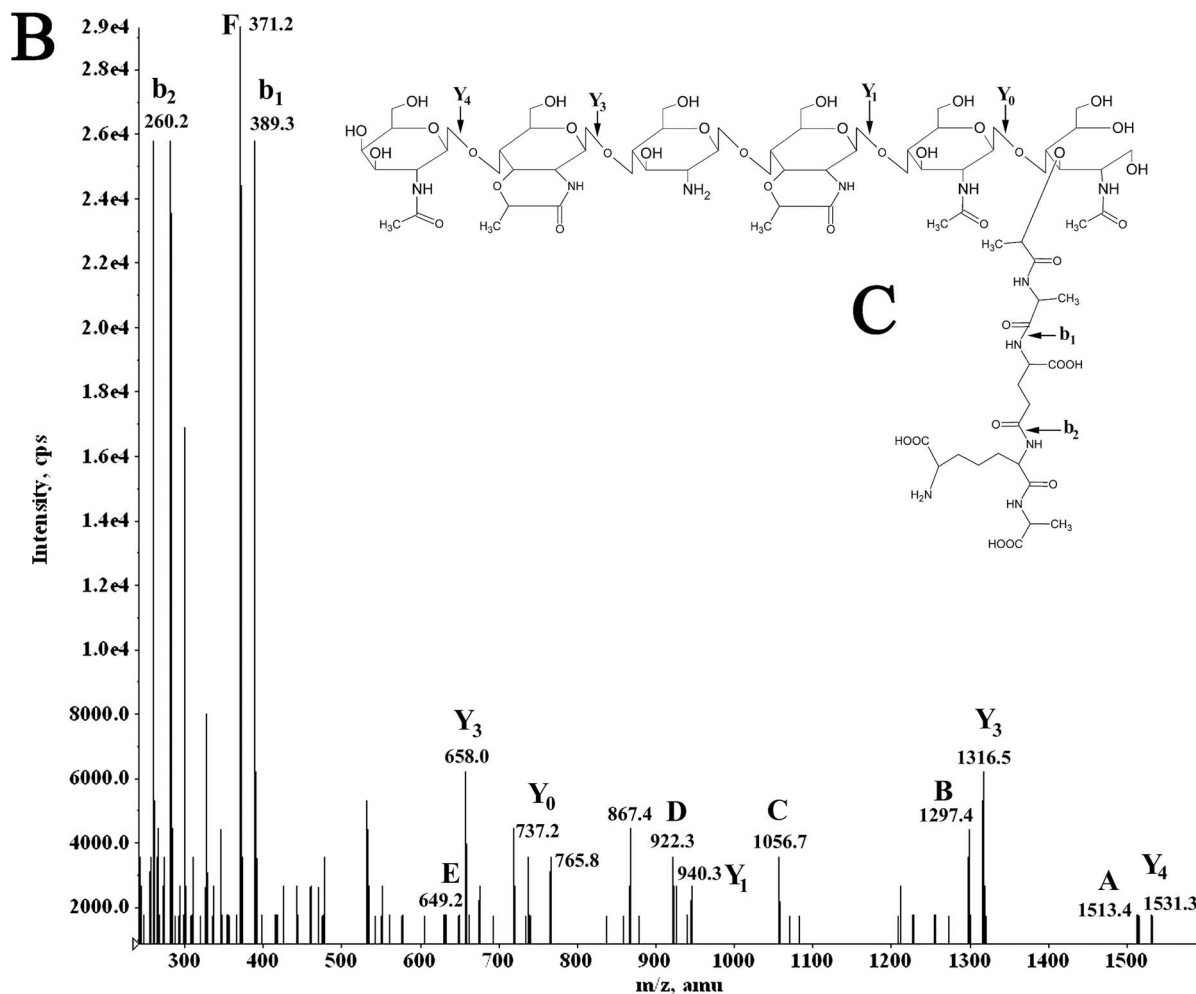 B
Intensity, cps
2.9e4
2.8e4
2.6e4
2.4e4
2.2e4
2.0e4
1.8e4
1.6e4
1.4e4
1.2e4
1.0e4
8000.0
6000.0
4000.0
2000.0
300 400 500 600 700 800 900 1000 1100 1200 1300 1400 1500
m/z, amu
b2
260.2
F 371.2
b1
389.3
E
649.2
Y3
658.0
Y0
737.2
765.8
867.4
D
922.3
940.3 Y1
C
1056.7
B
1297.4
Y3
1316.5
A
1513.4
Y4
1531.3
C
Y4 Y3 Y1 Y0
OH OH OH OH OH OH
HO O O O O O OH
OH O O HO O O O O O OH
NH O NH NH2 O NH NH NH OH
H3C O H3C O H3C O H3C O H3C O
H3C O
HN
CH3
O b1
HN
COOH
O b2
HOOC NH
H2N O
HN
CH3
HOOC